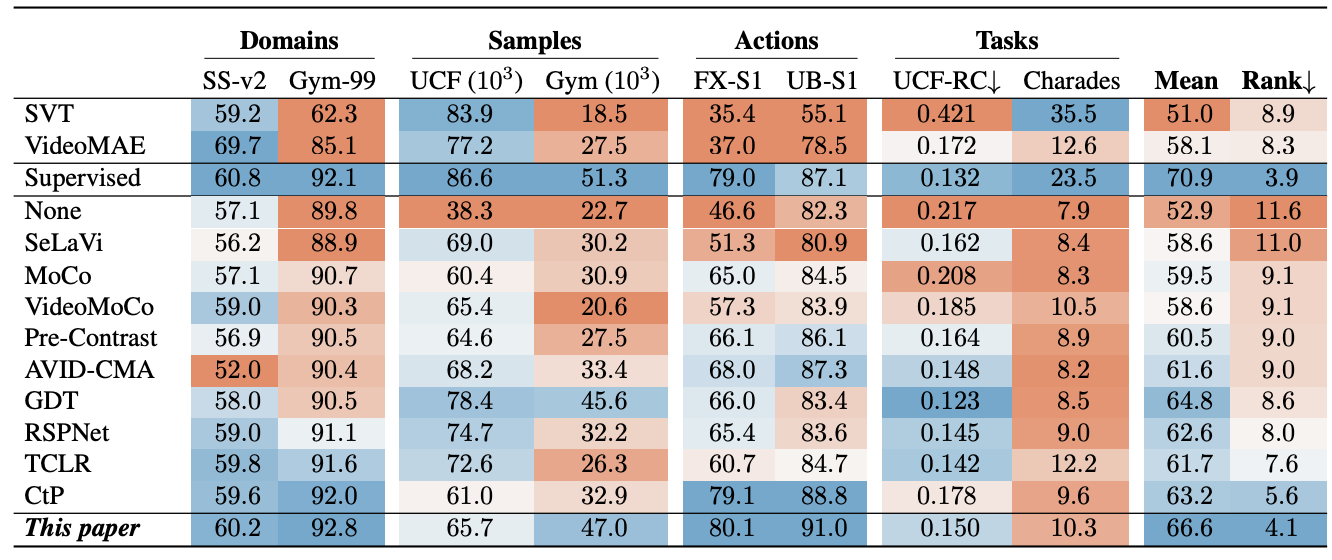 Domains Samples Actions Tasks
SS-v2 Gym-99 UCF (10³) Gym (10³) FX-S1 UB-S1 UCF-RC↓ Charades Mean Rank↓
SVT 59.2 62.3 83.9 18.5 35.4 55.1 0.421 35.5 51.0 8.9
VideoMAE 69.7 85.1 77.2 27.5 37.0 78.5 0.172 12.6 58.1 8.3
Supervised 60.8 92.1 86.6 51.3 79.0 87.1 0.132 23.5 70.9 3.9
None 57.1 89.8 38.3 22.7 46.6 82.3 0.217 7.9 52.9 11.6
SeLaVi 56.2 88.9 69.0 30.2 51.3 80.9 0.162 8.4 58.6 11.0
MoCo 57.1 90.7 60.4 30.9 65.0 84.5 0.208 8.3 59.5 9.1
VideoMoCo 59.0 90.3 65.4 20.6 57.3 83.9 0.185 10.5 58.6 9.1
Pre-Contrast 56.9 90.5 64.6 27.5 66.1 86.1 0.164 8.9 60.5 9.0
AVID-CMA 52.0 90.4 68.2 33.4 68.0 87.3 0.148 8.2 61.6 9.0
GDT 58.0 90.5 78.4 45.6 66.0 83.4 0.123 8.5 64.8 8.6
RSPNet 59.0 91.1 74.7 32.2 65.4 83.6 0.145 9.0 62.6 8.0
TCLR 59.8 91.6 72.6 26.3 60.7 84.7 0.142 12.2 61.7 7.6
CtP 59.6 92.0 61.0 32.9 79.1 88.8 0.178 9.6 63.2 5.6
This paper 60.2 92.8 65.7 47.0 80.1 91.0 0.150 10.3 66.6 4.1